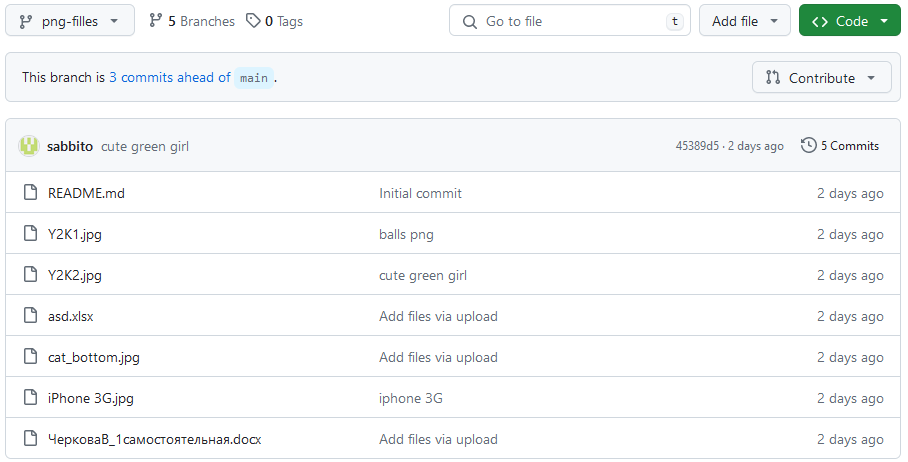 png-filles 5 Branches 0 Tags Go to file t Add file Code
This branch is 3 commits ahead of main .
Contribute
sabbito cute green girl 45389d5 · 2 days ago 5 Commits
README.md Initial commit 2 days ago
Y2K1.jpg balls png 2 days ago
Y2K2.jpg cute green girl 2 days ago
asd.xlsx Add files via upload 2 days ago
cat_bottom.jpg Add files via upload 2 days ago
iPhone 3G.jpg iphone 3G 2 days ago
ЧерковаВ_1самостоятельная.docx Add files via upload 2 days ago